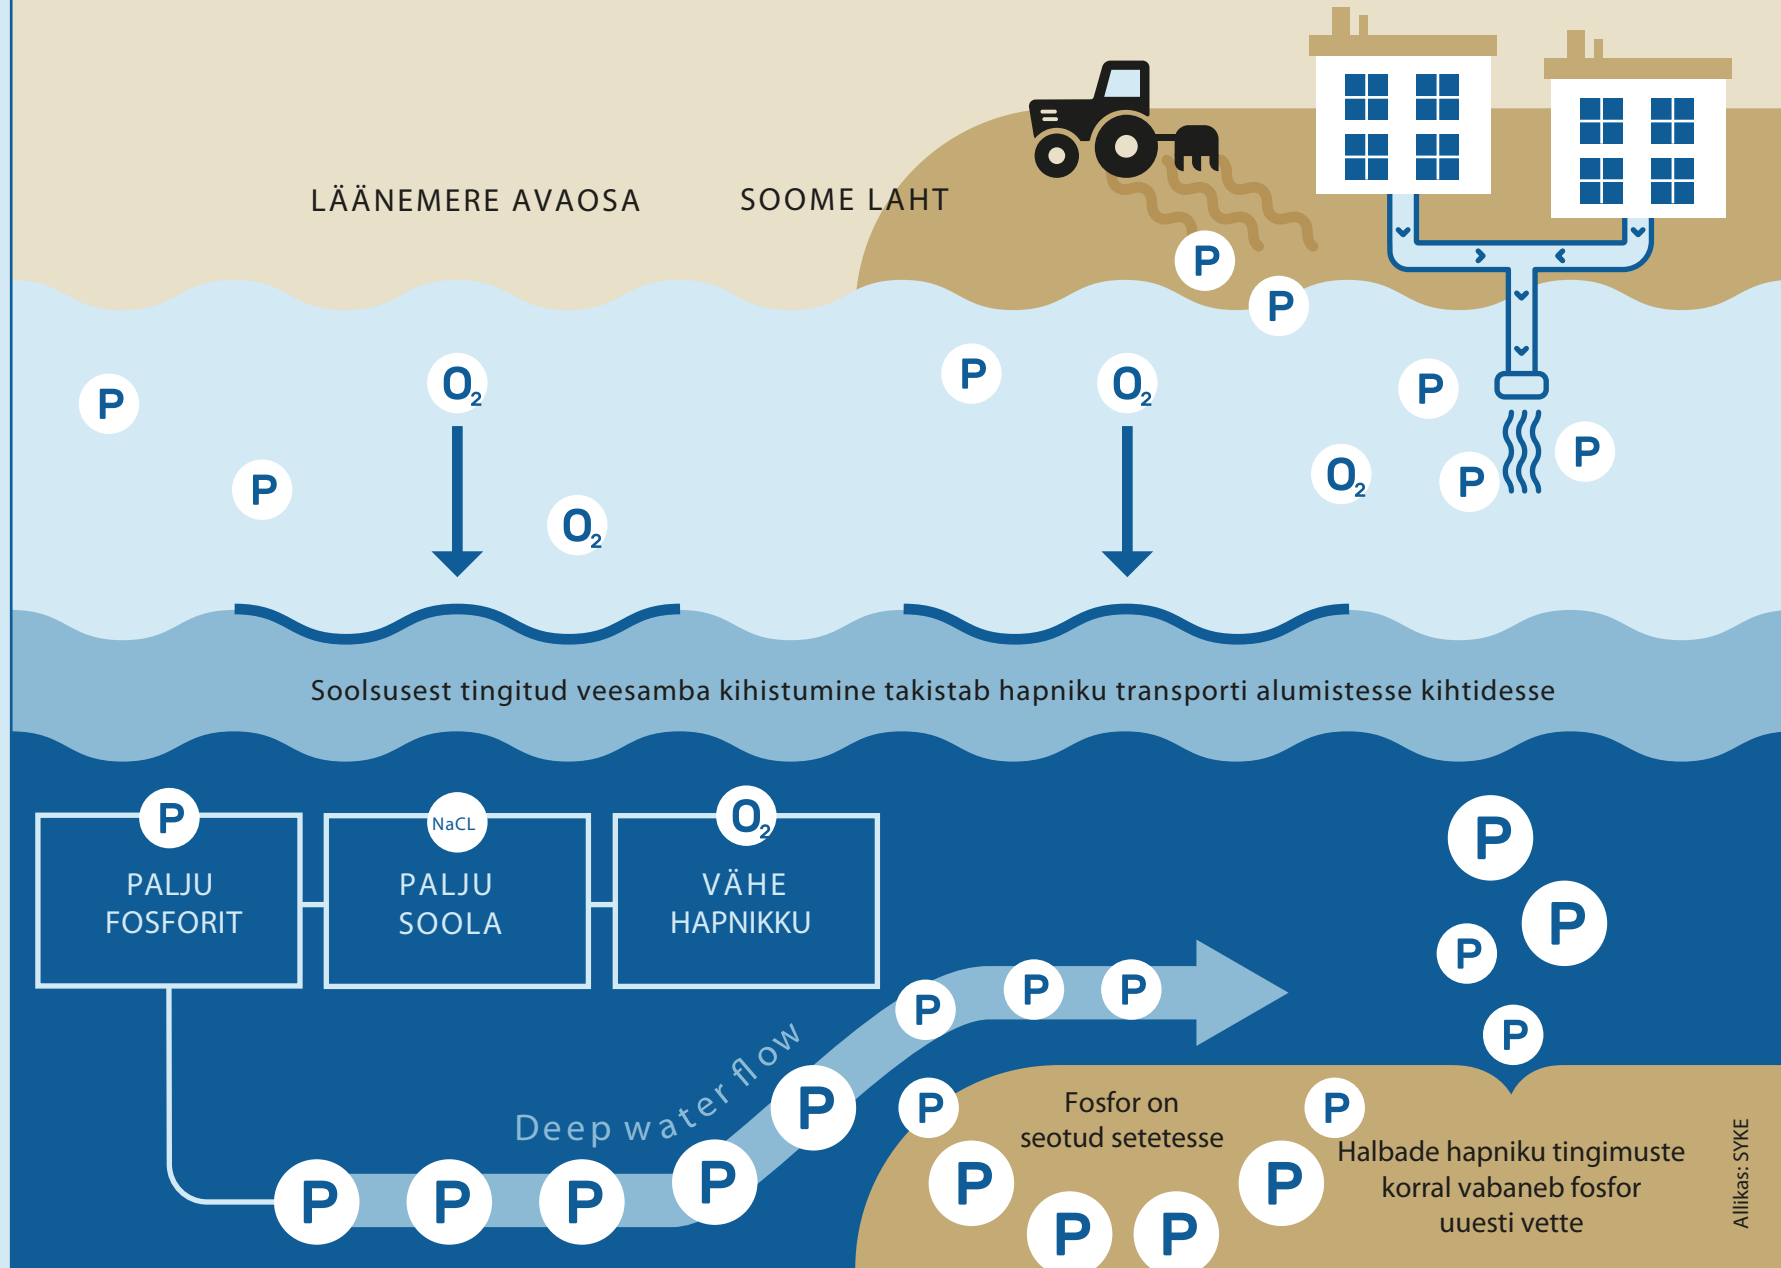 LÄÄNEMERE AVAOSA
SOOME LAHT
P
P
P
O₂
P
O₂
P
P
P
O₂
P
P
O₂
Soolsusest tingitud veesamba kihistumine takistab hapniku transporti alumistesse kihtidesse
P
PALJU
FOSFORIT
NaCL
PALJU
SOOLA
O₂
VÄHE
HAPNIKKU
P
P
P
P
Deep water flow
P
P
P
P
P
P
P
P
P
Fosfor on
seotud setetesse
P
P
P
P
P
P
Halbade hapniku tingimuste
korral vabaneb fosfor
uuesti vette
Allikas: SYKE